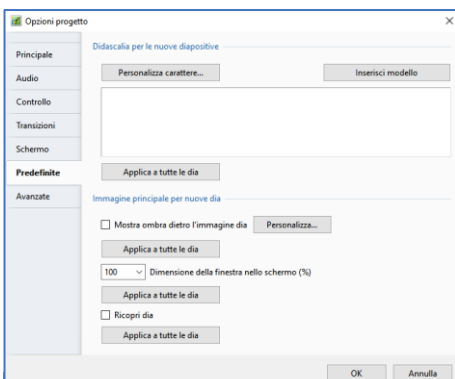 Opzioni progetto
Principale
Audio
Controllo
Transizioni
Schermo
Predefinite
Avanzate
Didascalia per le nuove diapositive
Personalizza carattere... Inserisci modello
Applica a tutte le dia
Immagine principale per nuove dia
Mostra ombra dietro l'immagine dia Personalizza...
Applica a tutte le dia
100 Dimensione della finestra nello schermo (%)
Applica a tutte le dia
Ricopri dia
Applica a tutte le dia
OK Annulla